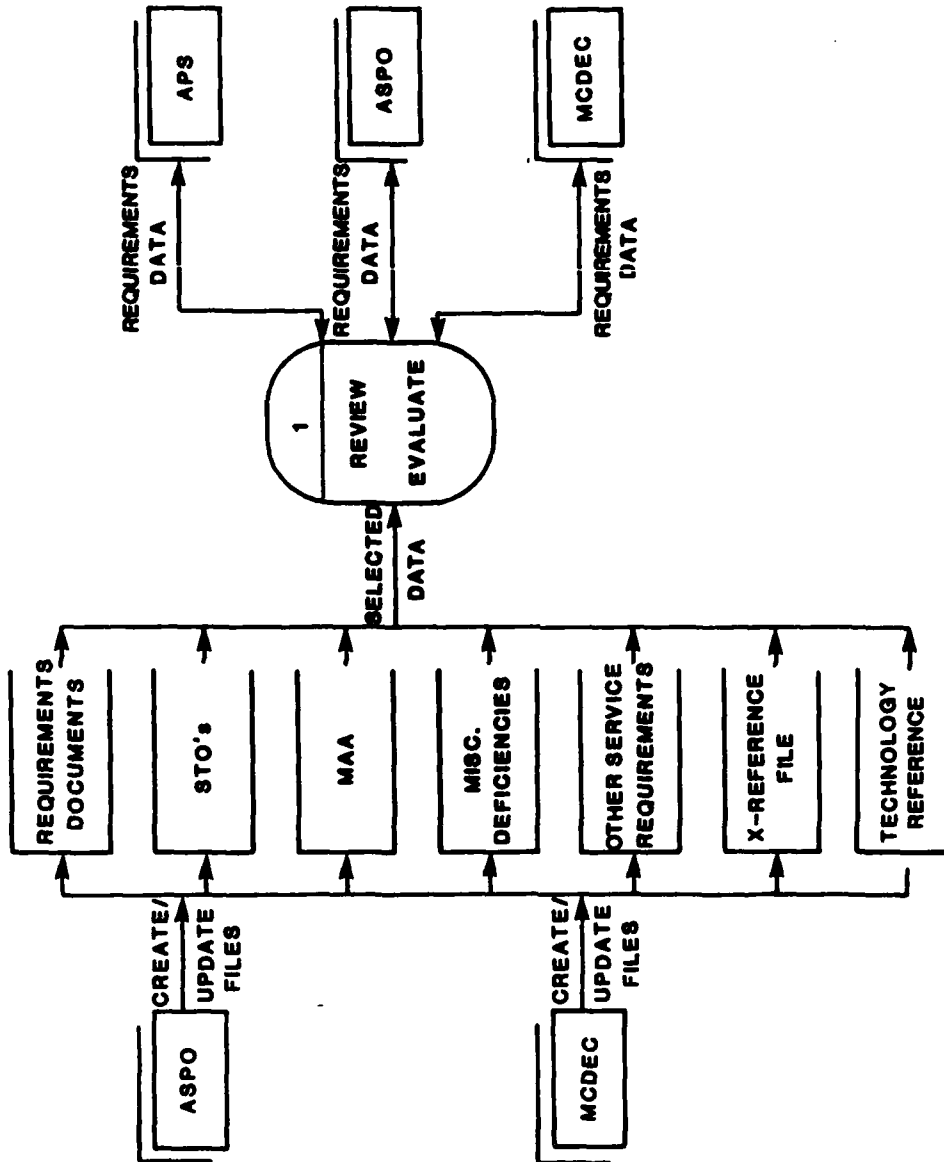 ASPO
CREATE/
UPDATE
FILES
MCDEC
CREATE/
UPDATE
FILES
REQUIREMENTS
DOCUMENTS
STO's
MAA
MISC.
DEFICIENCIES
OTHER SERVICE
REQUIREMENTS
X-REFERENCE
FILE
TECHNOLOGY
REFERENCE
SELECTED
DATA
1
REVIEW
EVALUATE
REQUIREMENTS
DATA
REQUIREMENTS
DATA
REQUIREMENTS
DATA
APS
ASPO
MCDEC